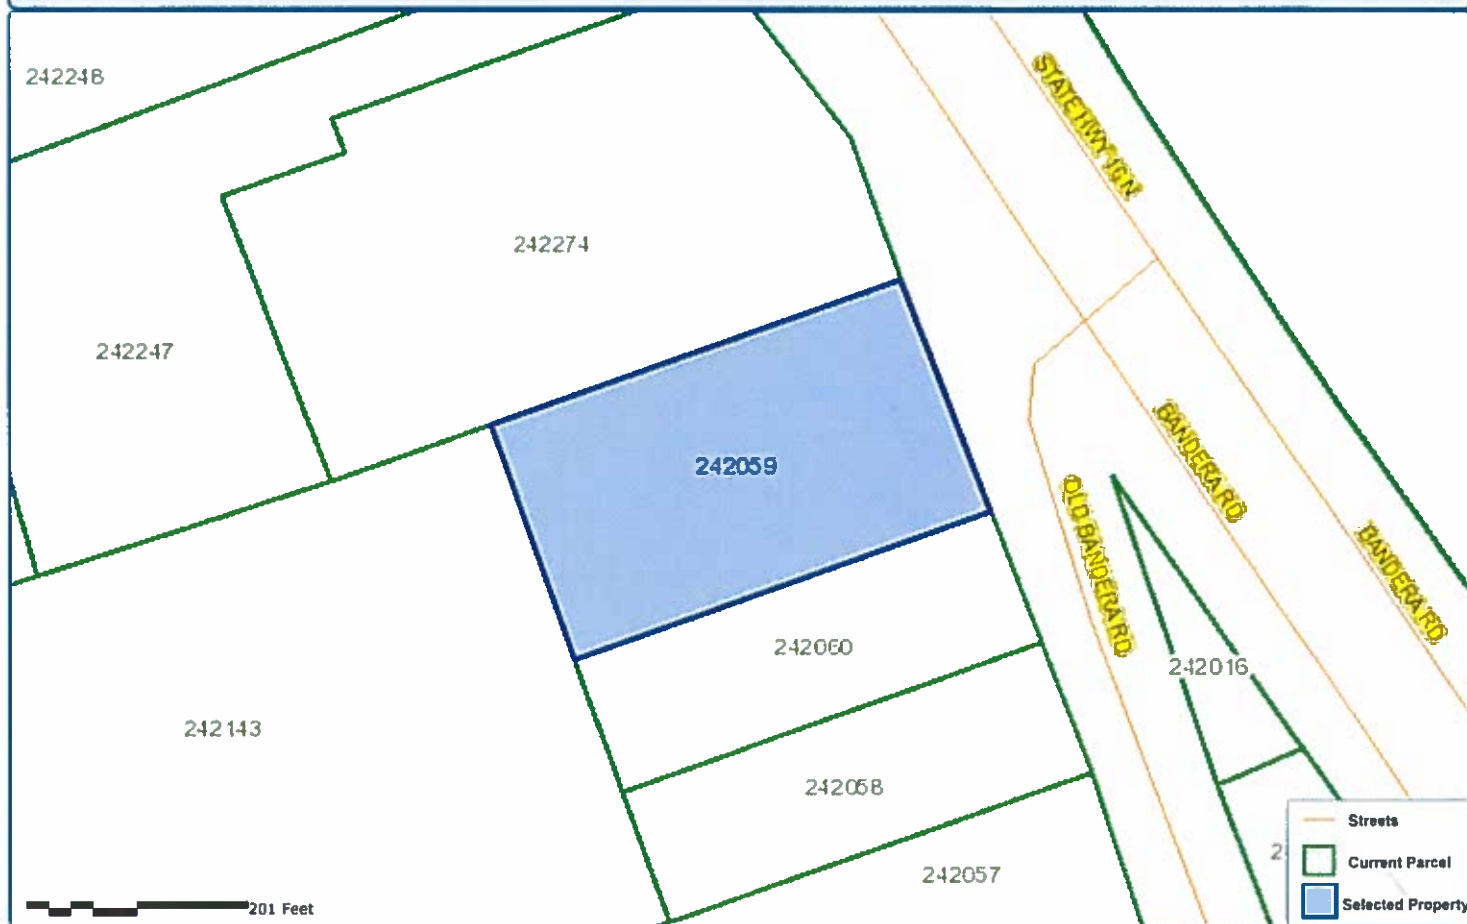 242248
STATE HWY 16 N
242274
242247
BANDERA RD
242059
OLD BANDERA RD
BANDERA RD
242060
242016
242143
242058
Streets
Current Parcel
242057
Selected Property
201 Feet